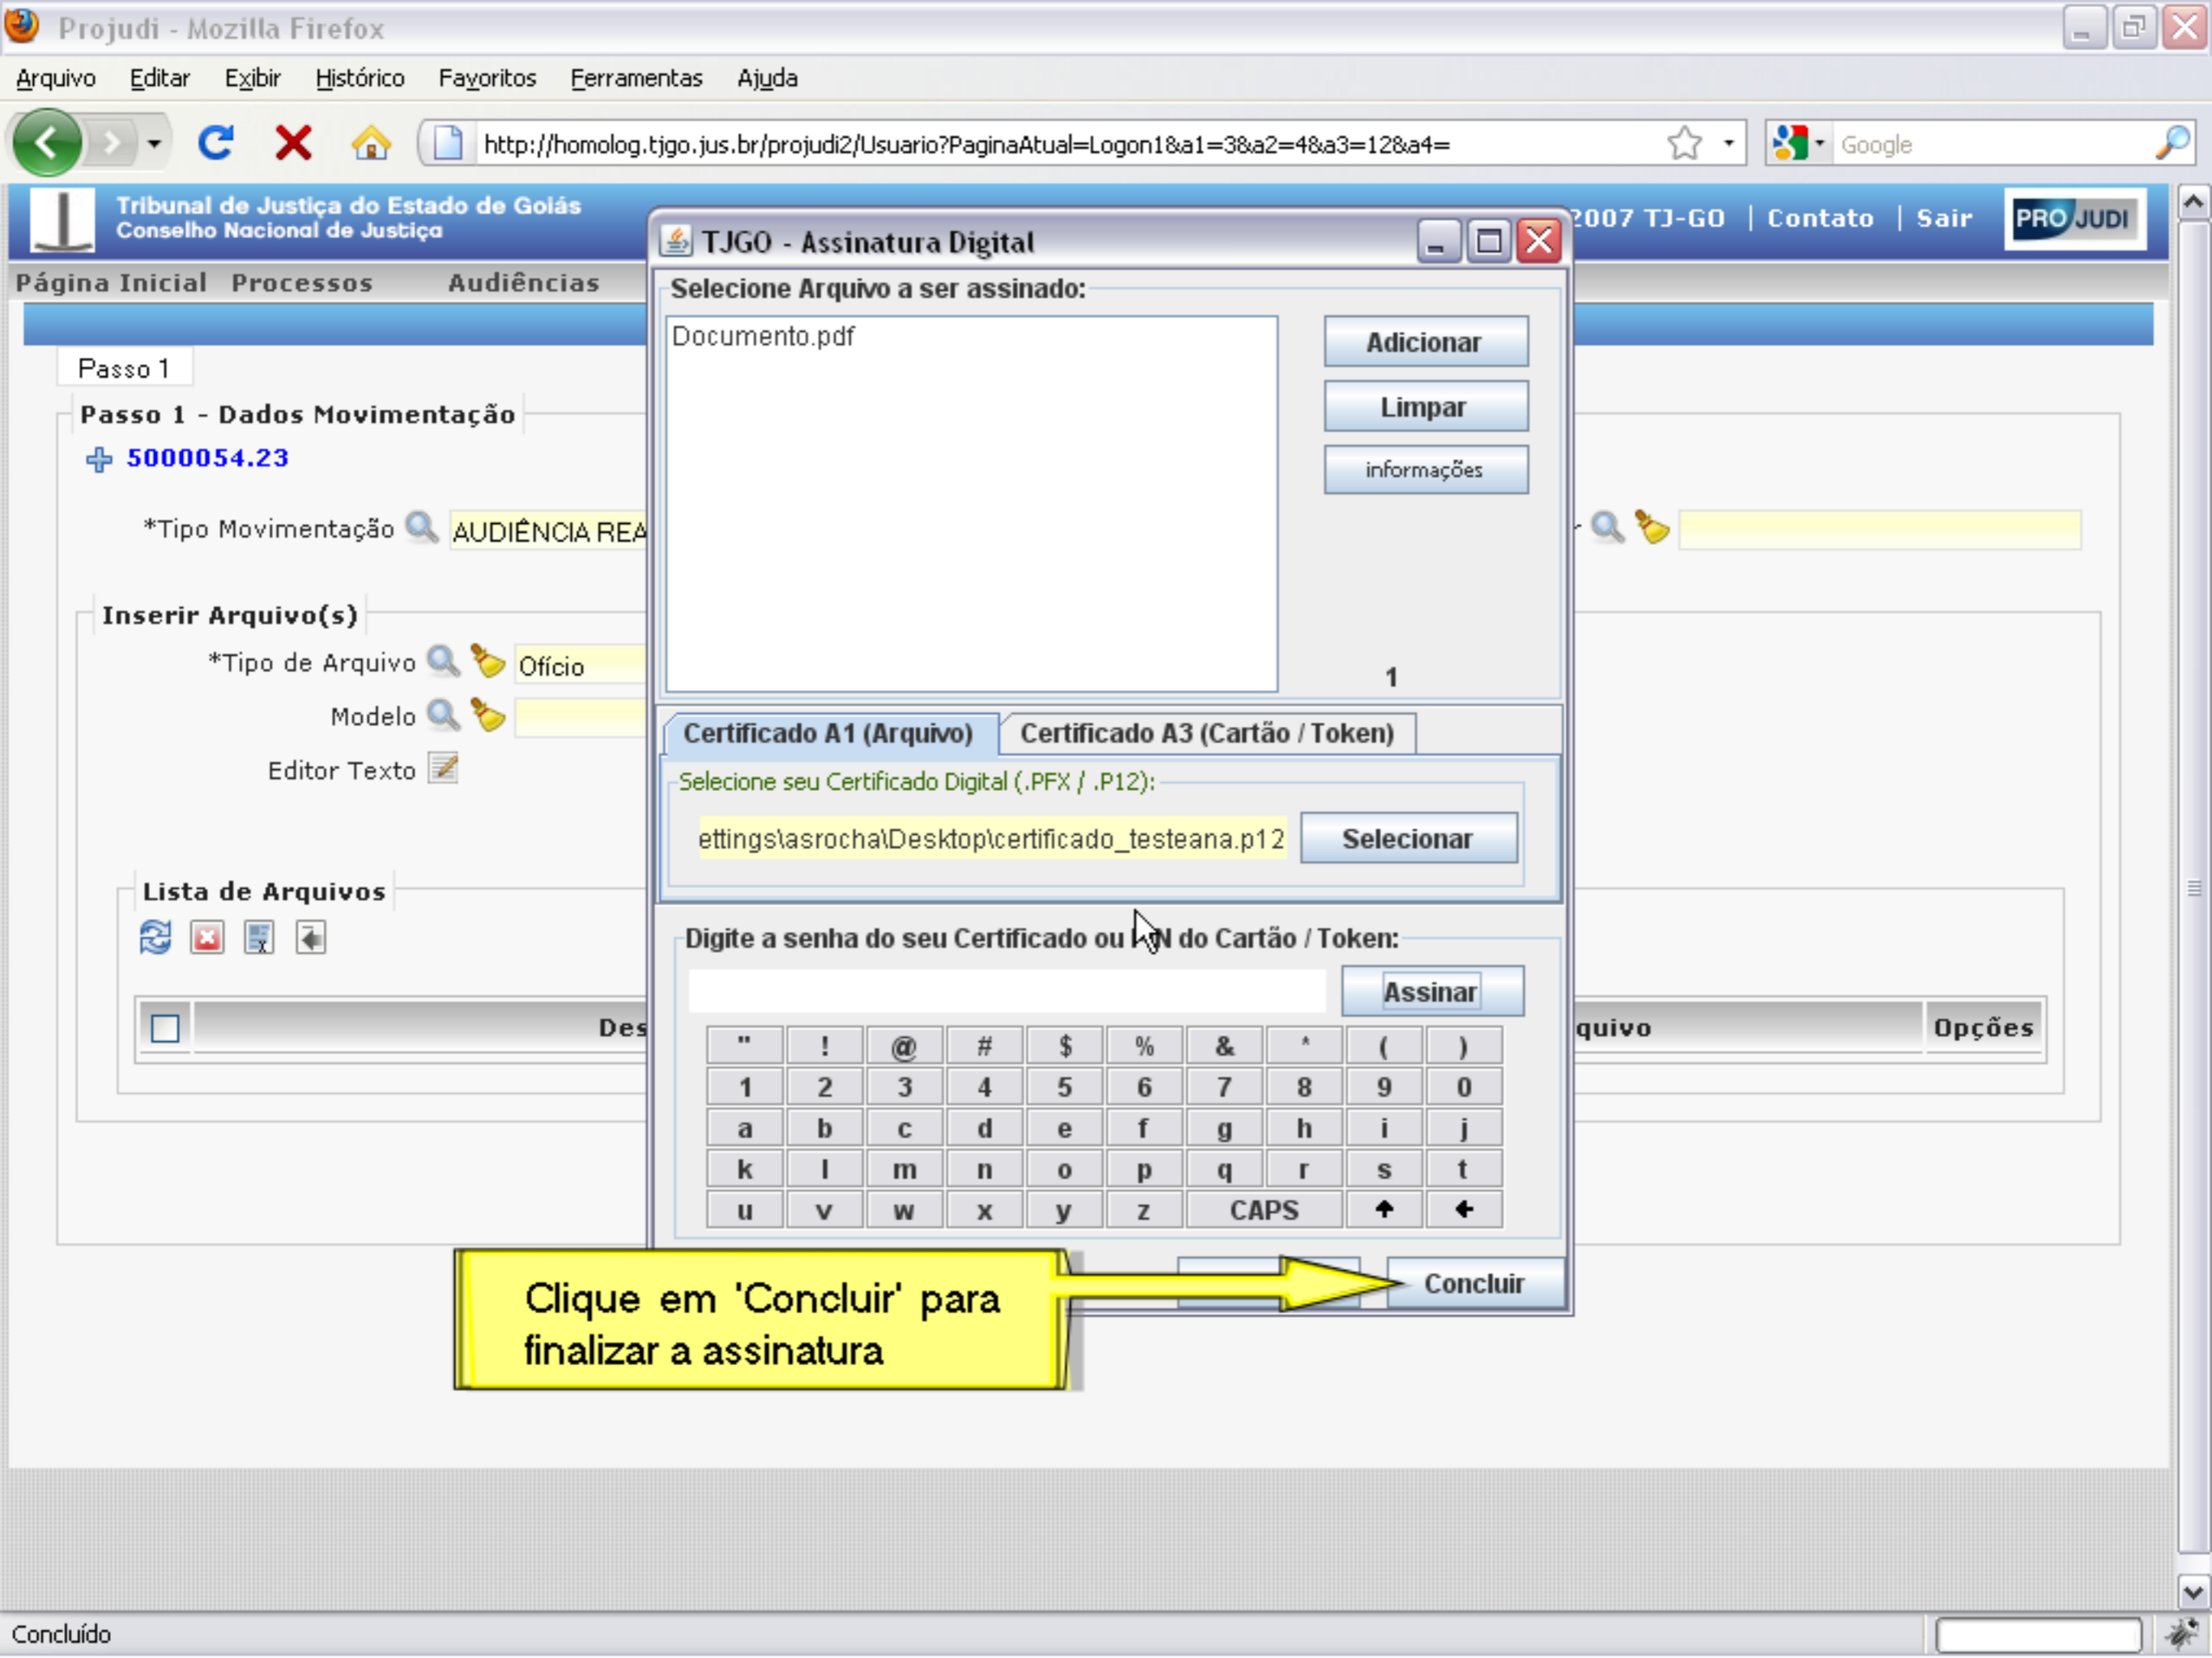 Projudi - Mozilla Firefox
Arquivo Editar Exibir Histórico Favoritos Ferramentas Ajuda
http://homolog.tjgo.jus.br/projudi2/Usuario?PaginaAtual=Logon1&a1=3&a2=4&a3=12&a4=
Google
Tribunal de Justiça do Estado de Goiás
Conselho Nacional de Justiça
2007 TJ-GO | Contato | Sair
PROJUDI
Página Inicial Processos Audiências
TJGO - Assinatura Digital
Selecione Arquivo a ser assinado:
Documento.pdf
Adicionar
Limpar
informações
1
Passo 1
Passo 1 - Dados Movimentação
5000054.23
*Tipo Movimentação AUDIÊNCIA REA
Inserir Arquivo(s)
*Tipo de Arquivo Ofício
Modelo
Editor Texto
Certificado A1 (Arquivo) Certificado A3 (Cartão / Token)
Selecione seu Certificado Digital (.PFX / .P12):
ettings\asrocha\Desktop\certificado_testeana.p12 Selecionar
Lista de Arquivos
Digite a senha do seu Certificado ou PIN do Cartão / Token:
Assinar
Des
quivo Opções
" ! @ # $ % & * ( )
1 2 3 4 5 6 7 8 9 0
a b c d e f g h i j
k l m n o p q r s t
u v w x y z CAPS
Concluir
Clique em 'Concluir' para
finalizar a assinatura
Concluído